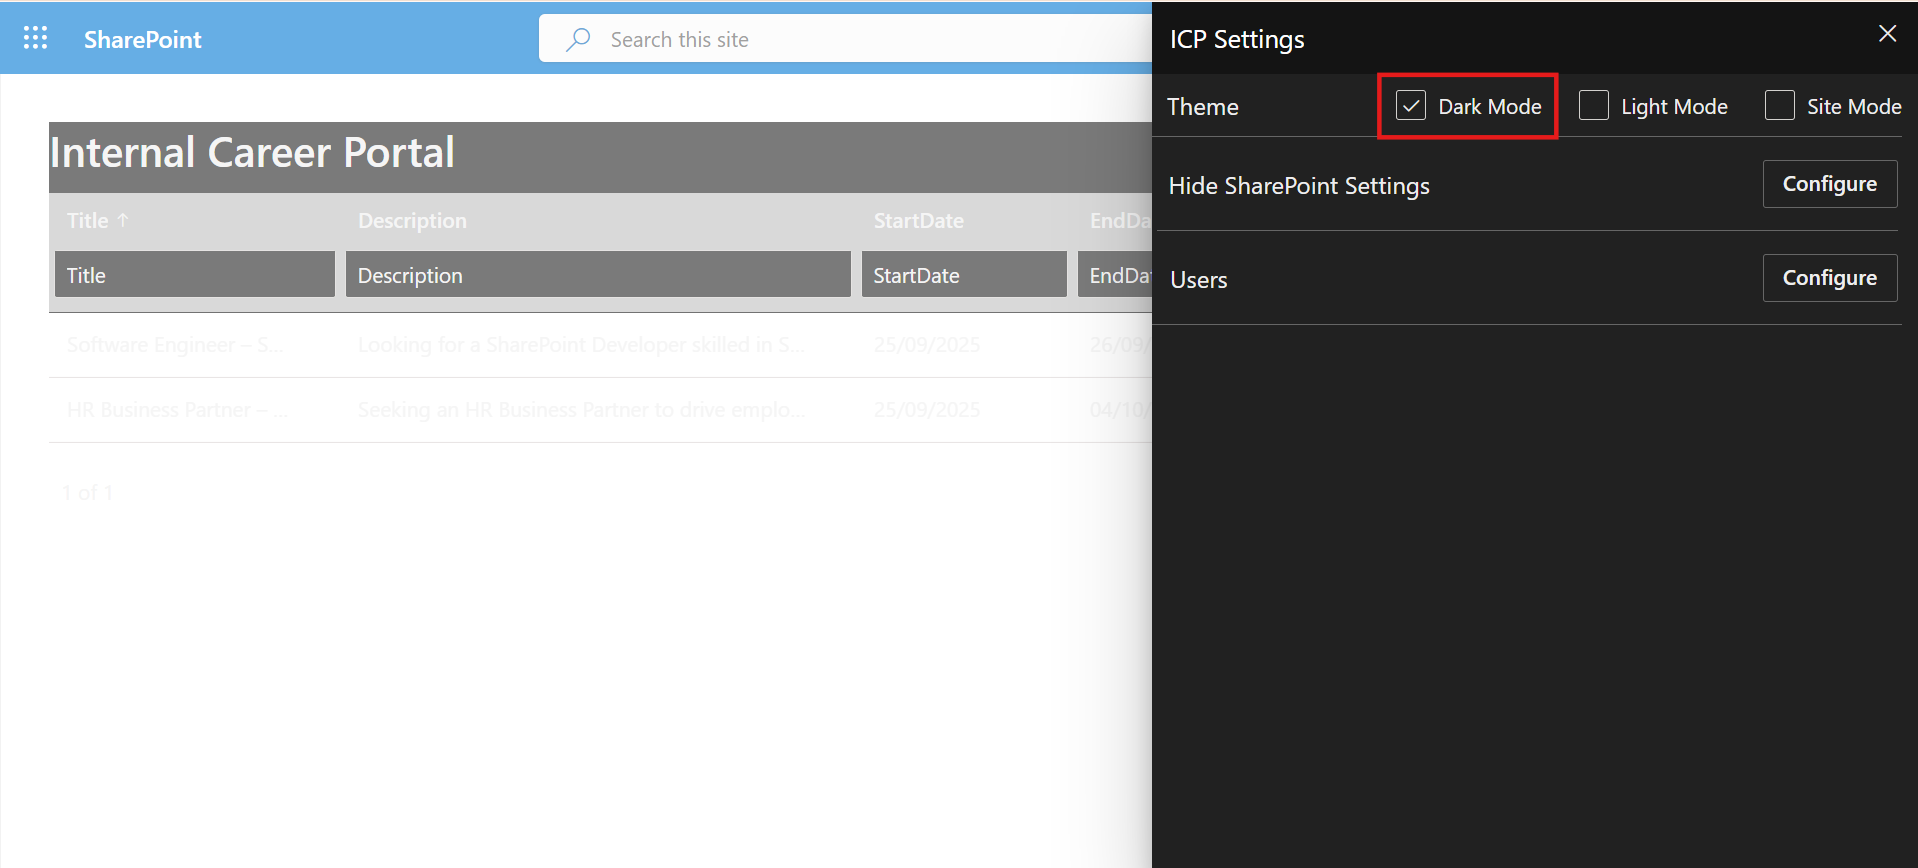 SharePoint
Search this site
ICP Settings
Theme
Dark Mode
Light Mode
Site Mode
Hide SharePoint Settings
Configure
Users
Configure
Internal Career Portal
Title ↑ Description StartDate EndDa
Title Description StartDate EndDa
Software Engineer – S... Looking for a SharePoint Developer skilled in S... 25/09/2025 26/09/
HR Business Partner – ... Seeking an HR Business Partner to drive emplo... 25/09/2025 04/10/
1 of 1